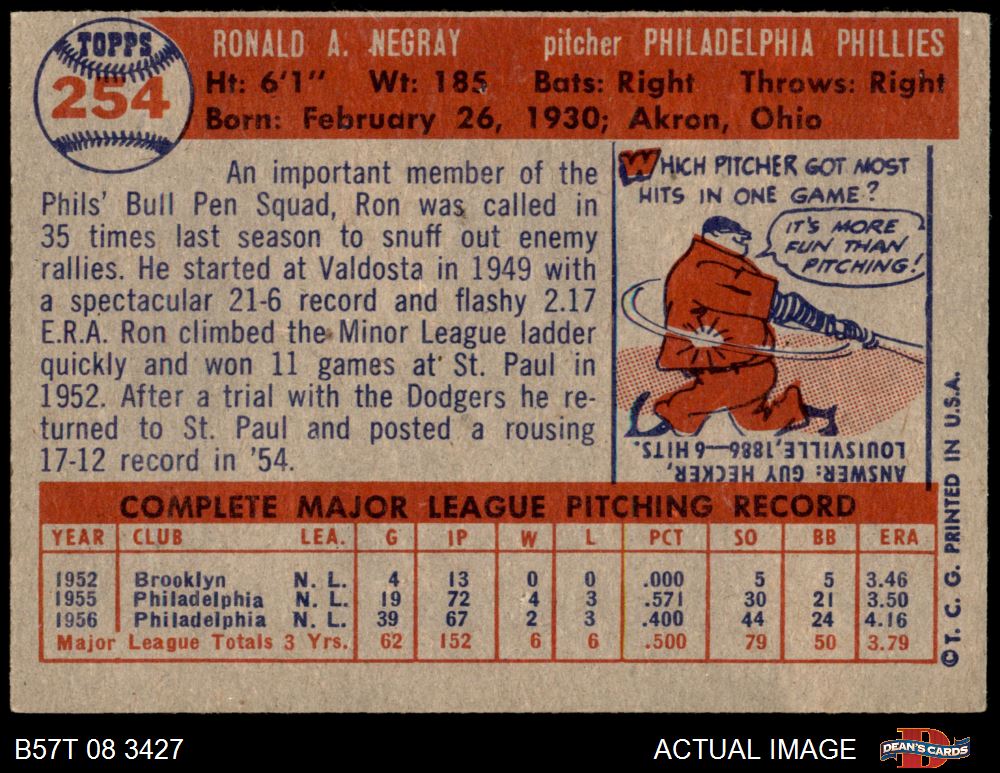 TOPPS
254
RONALD A. NEGRAY pitcher PHILADELPHIA PHILLIES
Ht: 6'1" Wt: 185 Bats: Right Throws: Right
Born: February 26, 1930; Akron, Ohio
An important member of the
Phils' Bull Pen Squad, Ron was called in
35 times last season to snuff out enemy
rallies. He started at Valdosta in 1949 with
a spectacular 21-6 record and flashy 2.17
E.R.A. Ron climbed the Minor League ladder
quickly and won 11 games at St. Paul in
1952. After a trial with the Dodgers he re-
turned to St. Paul and posted a rousing
17-12 record in '54.
WHICH PITCHER GOT MOST
HITS IN ONE GAME?
IT'S MORE
FUN THAN
PITCHING!
ANSWER: GUY HECKER,
LOUISVILLE, 1886—6 HITS.
COMPLETE MAJOR LEAGUE PITCHING RECORD
YEAR CLUB LEA. G IP W L PCT SO BB ERA
1952 Brooklyn N. L. 4 13 0 0 .000 5 5 3.46
1955 Philadelphia N. L. 19 72 4 3 .571 30 21 3.50
1956 Philadelphia N. L. 39 67 2 3 .400 44 24 4.16
Major League Totals 3 Yrs. 62 152 6 6 .500 79 50 3.79
© T. C. G. PRINTED IN U.S.A.
B57T 08 3427
ACTUAL IMAGE
DEAN'S CARDS